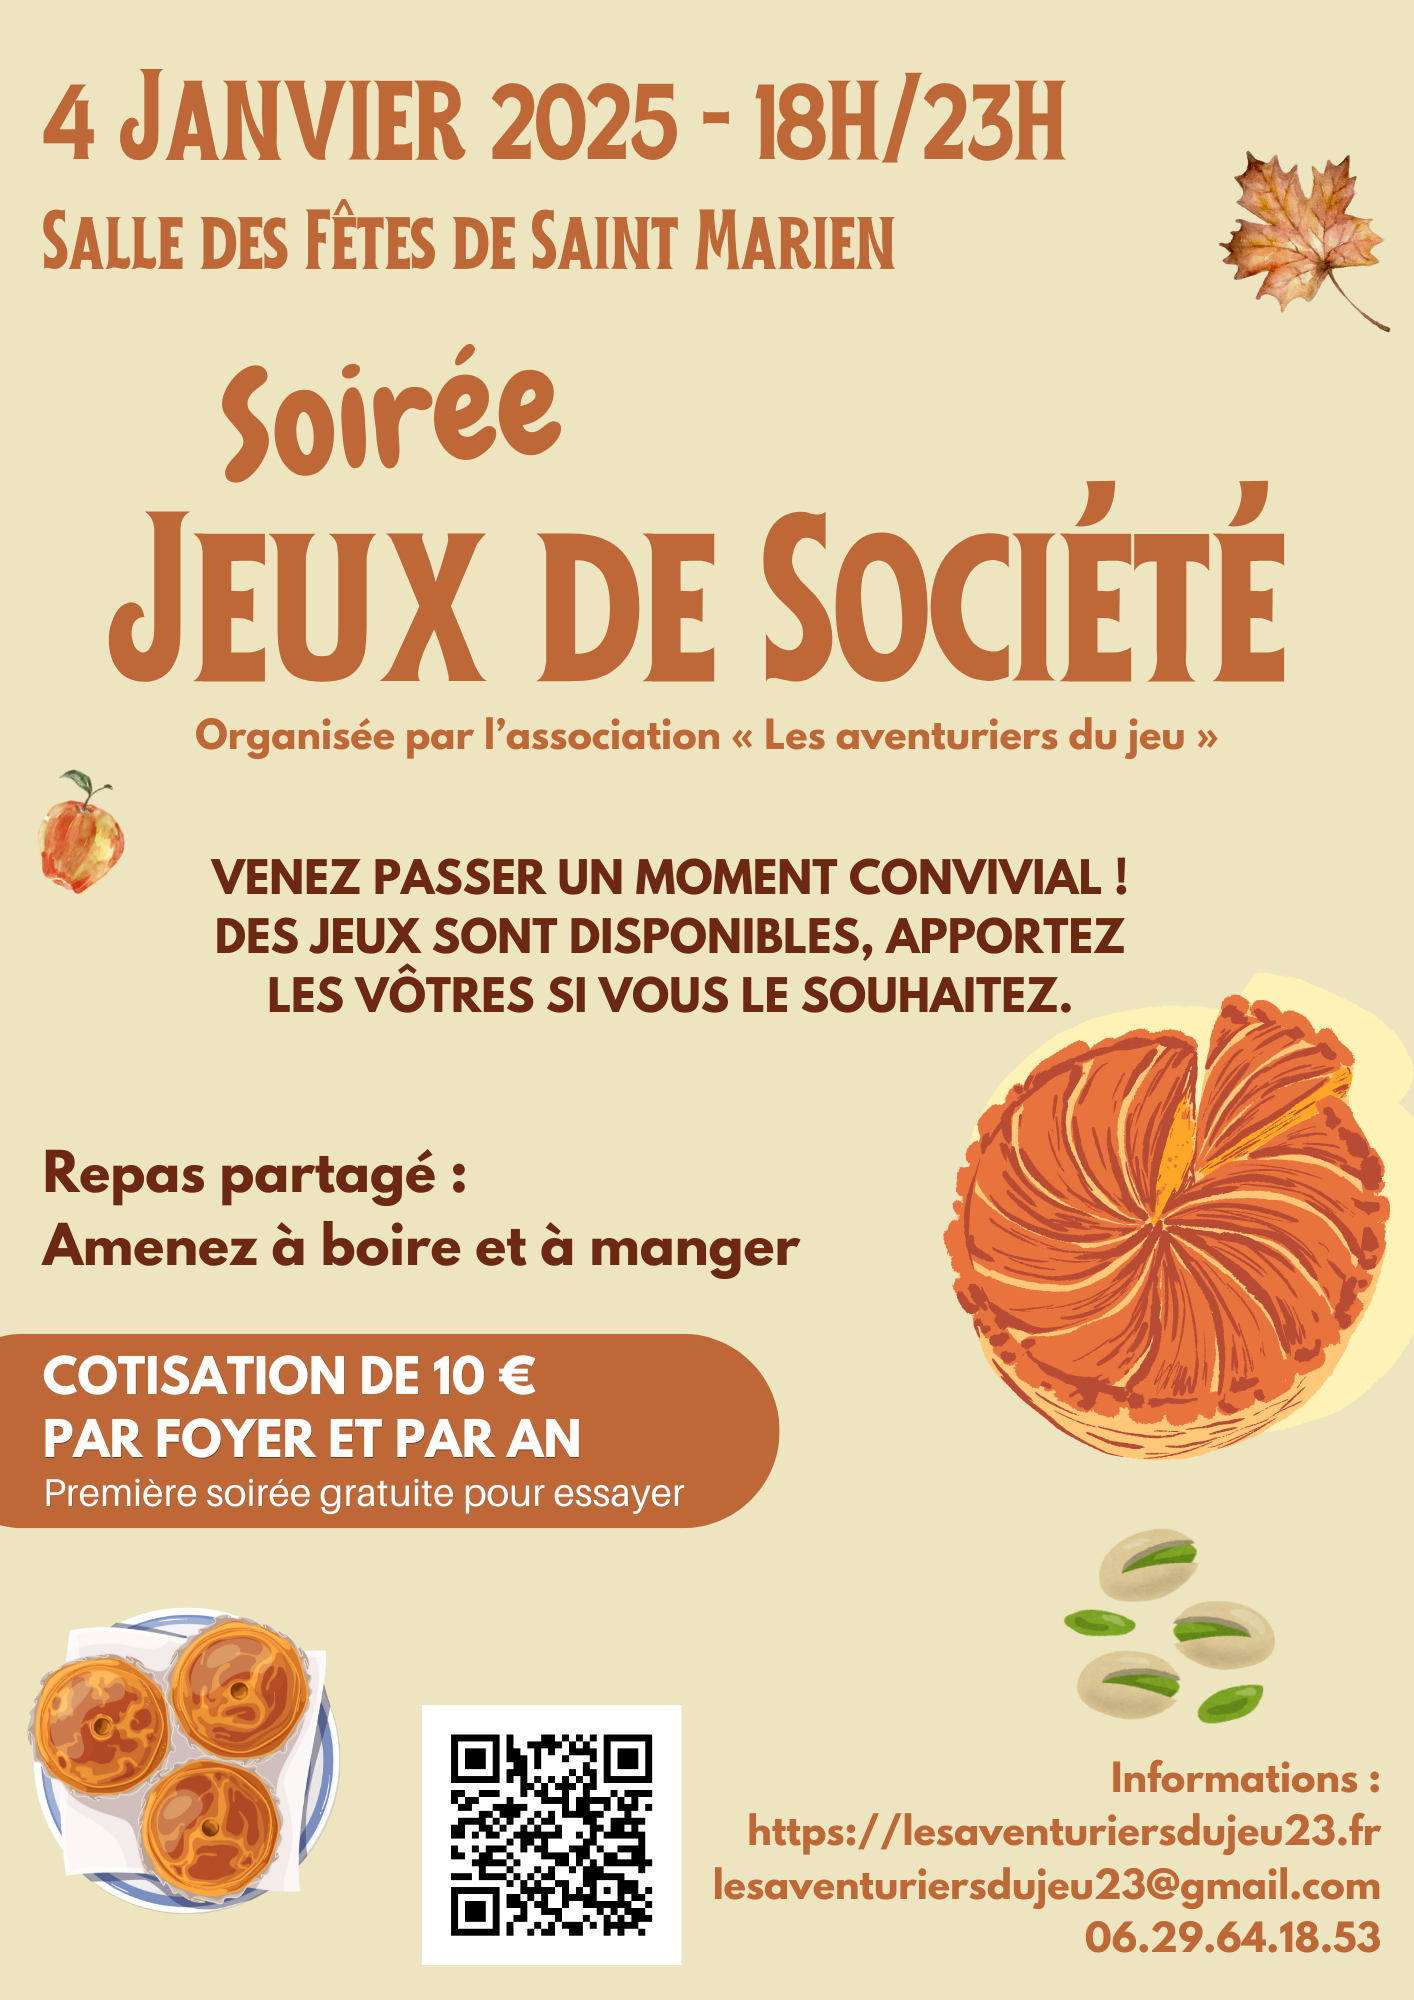 4 Janvier 2025 - 18H/23H
Salle des Fêtes de Saint Marien
Soirée
Jeux de Société
Organisée par l’association « Les aventuriers du jeu »
VENEZ PASSER UN MOMENT CONVIVIAL !
DES JEUX SONT DISPONIBLES, APPORTEZ
LES VÔTRES SI VOUS LE SOUHAITEZ.
Repas partagé :
Amenez à boire et à manger
COTISATION DE 10 €
PAR FOYER ET PAR AN
Première soirée gratuite pour essayer
Informations :
https://lesaventuriersdujeu23.fr
lesaventuriersdujeu23@gmail.com
06.29.64.18.53